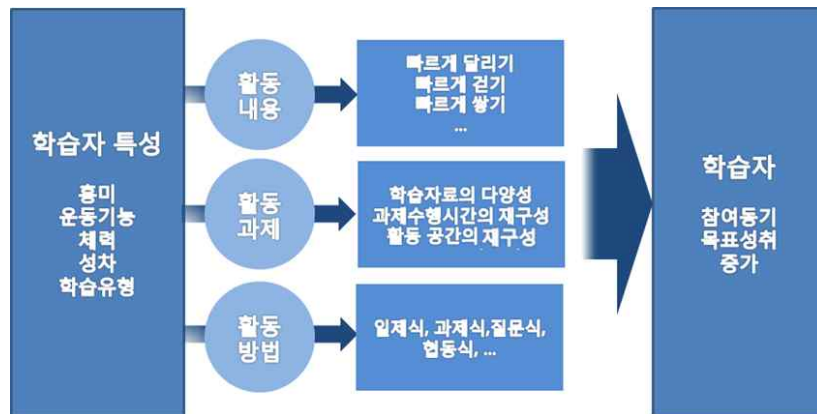 학습자 특성
흥미
운동기능
체력
성차
학습유형
활동
내용
빠르게 달리기
빠르게 걷기
빠르게 쌓기
...
활동
과제
학습자료의 다양성
과제수행시간의 재구성
활동 공간의 재구성
활동
방법
일제식, 과제식,질문식,
협동식, ...
학습자
참여동기
목표성취
증가